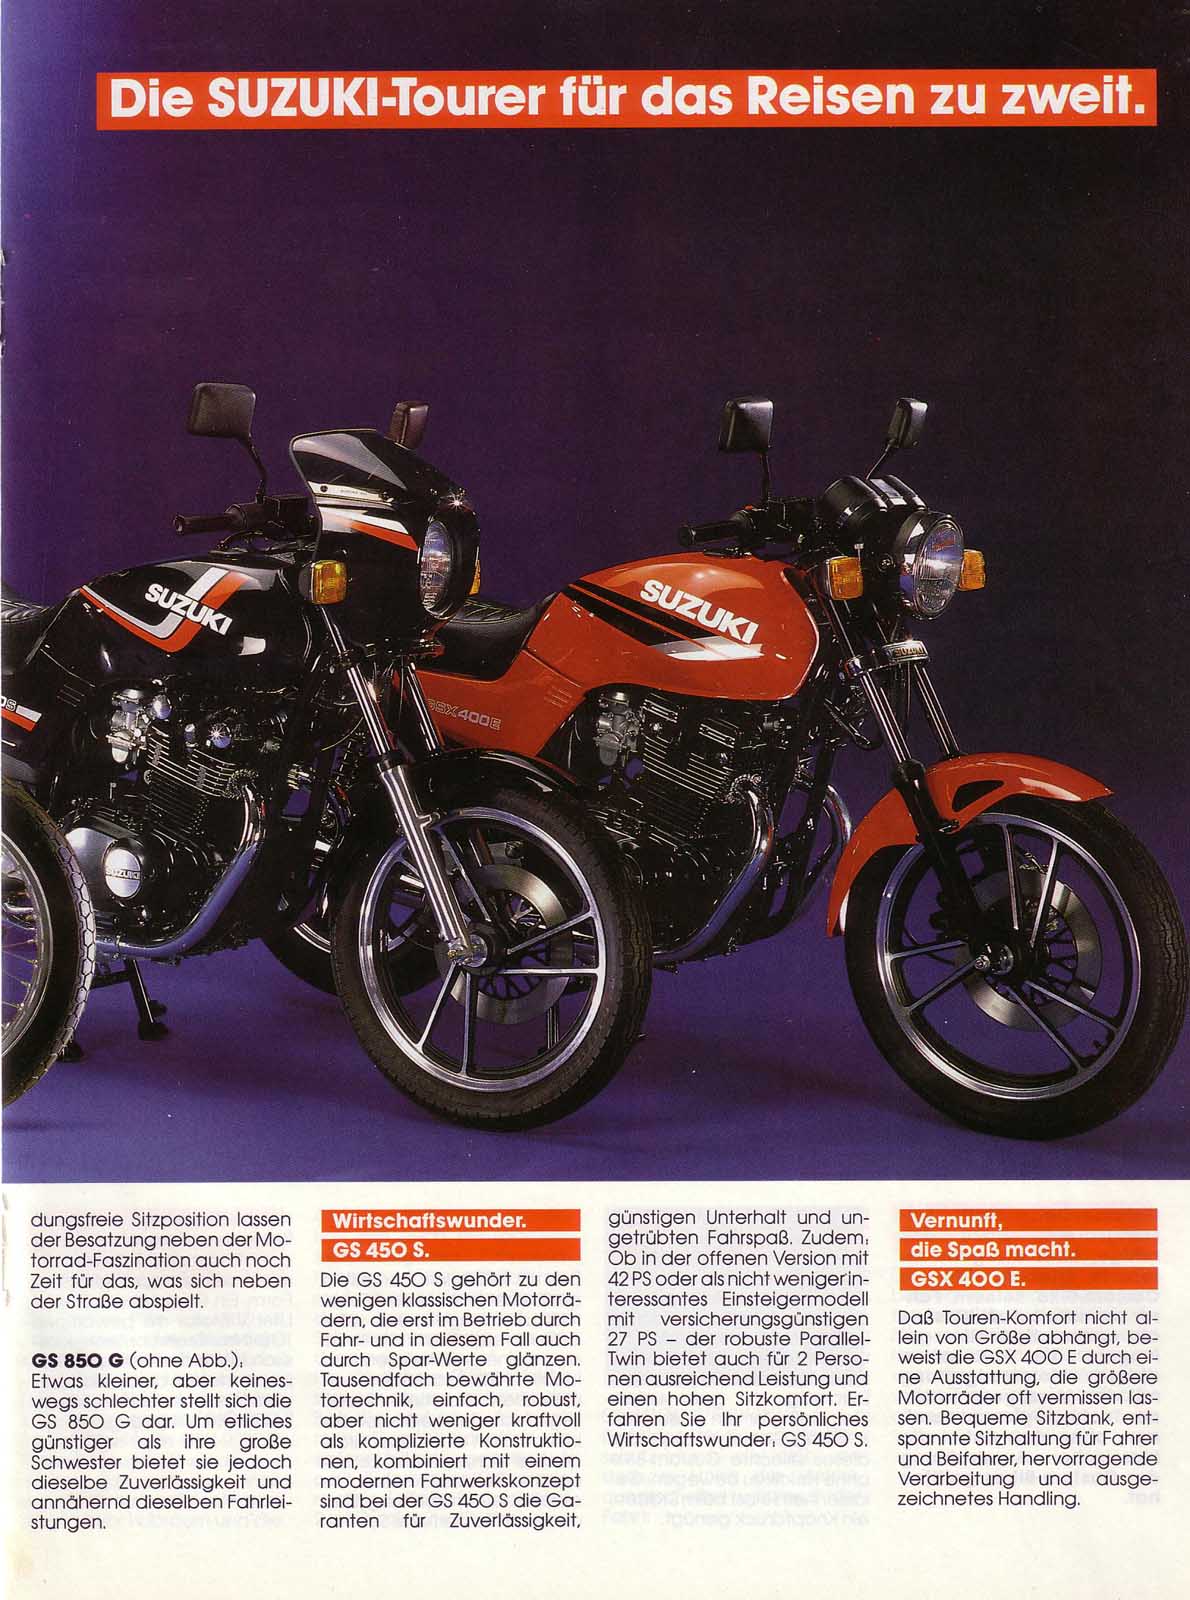 Die SUZUKI-Tourer für das Reisen zu zweit.
SUZUKI
SUZUKI
SUZUKI
GSX400E
SUZUKI
dungsfreie Sitzposition lassen
der Besatzung neben der Mo-
torrad-Faszination auch noch
Zeit für das, was sich neben
der Straße abspielt.
GS 850 G (ohne Abb.):
Etwas kleiner, aber keines-
wegs schlechter stellt sich die
GS 850 G dar. Um etliches
günstiger als ihre große
Schwester bietet sie jedoch
dieselbe Zuverlässigkeit und
annähernd dieselben Fahrlei-
stungen.
Wirtschaftswunder.
GS 450 S.
Die GS 450 S gehört zu den
wenigen klassischen Motorrä-
dern, die erst im Betrieb durch
Fahr- und in diesem Fall auch
durch Spar-Werte glänzen.
Tausendfach bewährte Mo-
tortechnik, einfach, robust,
aber nicht weniger kraftvoll
als komplizierte Konstruktio-
nen, kombiniert mit einem
modernen Fahrwerkskonzept
sind bei der GS 450 S die Ga-
ranten für Zuverlässigkeit,
günstigen Unterhalt und un-
getrübten Fahrspaß. Zudem:
Ob in der offenen Version mit
42 PS oder als nicht weniger in-
teressantes Einsteigermodell
mit versicherungsgünstigen
27 PS – der robuste Parallel-
Twin bietet auch für 2 Perso-
nen ausreichend Leistung und
einen hohen Sitzkomfort. Er-
fahren Sie Ihr persönliches
Wirtschaftswunder: GS 450 S.
Vernunft,
die Spaß macht.
GSX 400 E.
Daß Touren-Komfort nicht al-
lein von Größe abhängt, be-
weist die GSX 400 E durch ei-
ne Ausstattung, die größere
Motorräder oft vermissen las-
sen. Bequeme Sitzbank, ent-
spannte Sitzhaltung für Fahrer
und Beifahrer, hervorragende
Verarbeitung und ausge-
zeichnetes Handling.